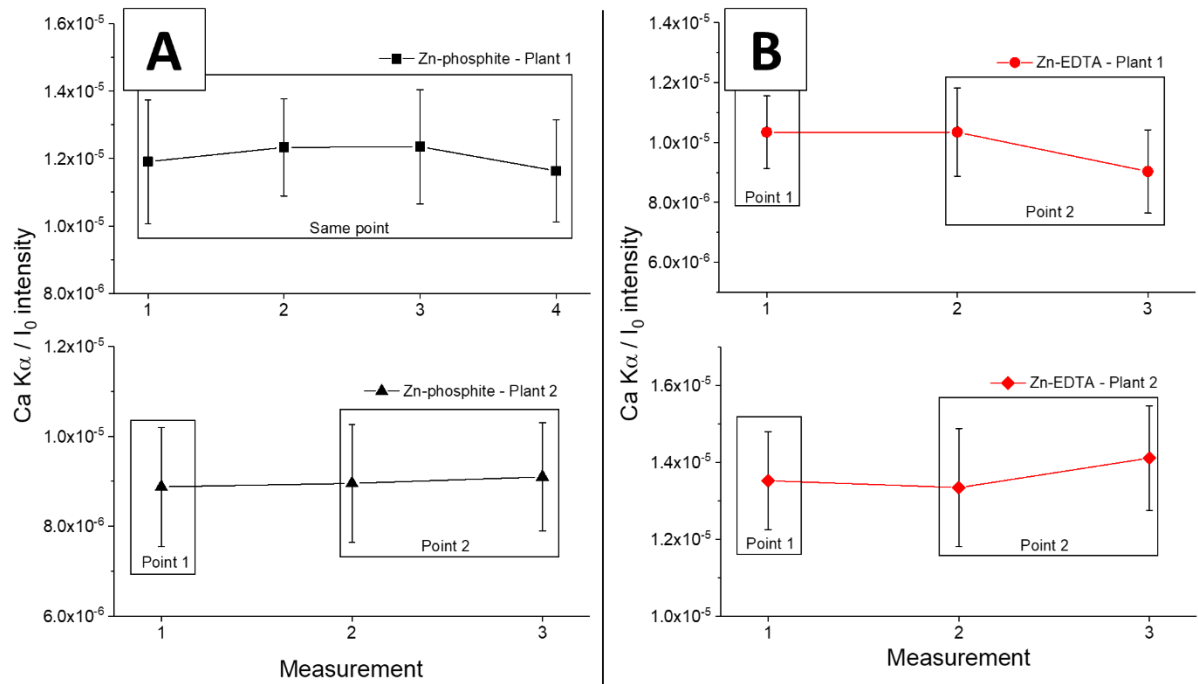 A
Zn-phosphite - Plant 1
1.6x10⁻⁵
1.4x10⁻⁵
1.2x10⁻⁵
1.0x10⁻⁵
8.0x10⁻⁶
Same point
1 2 3 4
Zn-phosphite - Plant 2
1.2x10⁻⁵
1.0x10⁻⁵
8.0x10⁻⁶
6.0x10⁻⁶
Point 1
Point 2
1 2 3
Ca Kα / I₀ intensity
Measurement
B
Zn-EDTA - Plant 1
1.4x10⁻⁵
1.2x10⁻⁵
1.0x10⁻⁵
8.0x10⁻⁶
6.0x10⁻⁶
Point 1
Point 2
1 2 3
Zn-EDTA - Plant 2
1.6x10⁻⁵
1.4x10⁻⁵
1.2x10⁻⁵
1.0x10⁻⁵
Point 1
Point 2
1 2 3
Ca Kα / I₀ intensity
Measurement